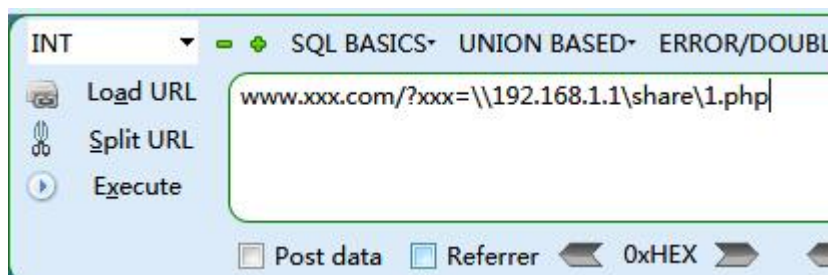 INT SQL BASICS UNION BASED ERROR/DOUBL
Load URL www.xxx.com/?xxx=\\192.168.1.1\share\1.php
Split URL
Execute
Post data Referrer 0xHEX